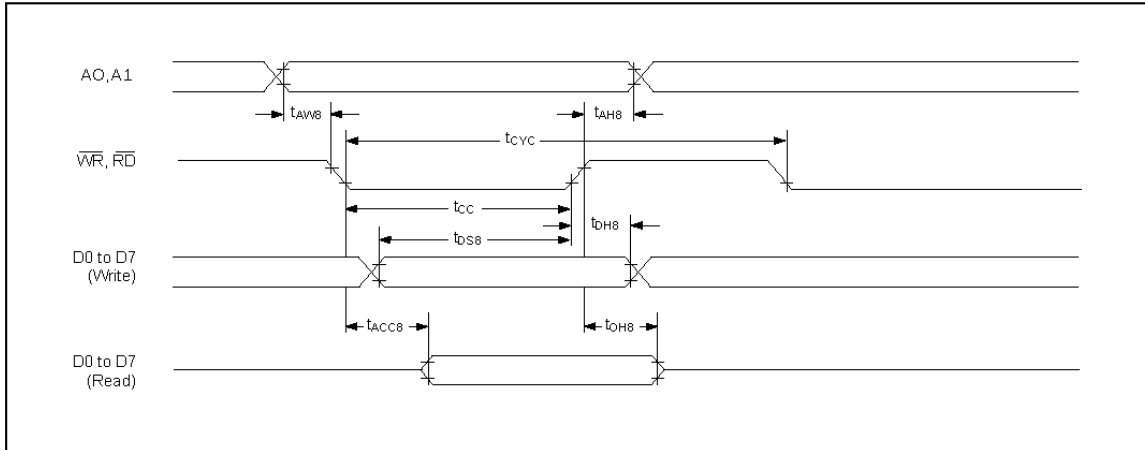 AO,A1
tAW8
tAH8
tCYC
WR, RD
tCC
tDH8
tDS8
D0 to D7
(Write)
tACC8
tOH8
D0 to D7
(Read)